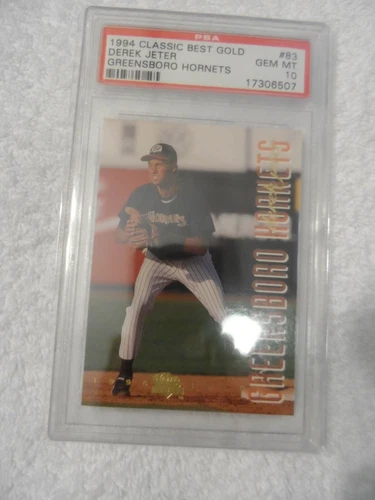 PSA
1994 CLASSIC BEST GOLD #83
DEREK JETER GEM MT
GREENSBORO HORNETS 10
17306507
GREENSBORO HORNETS